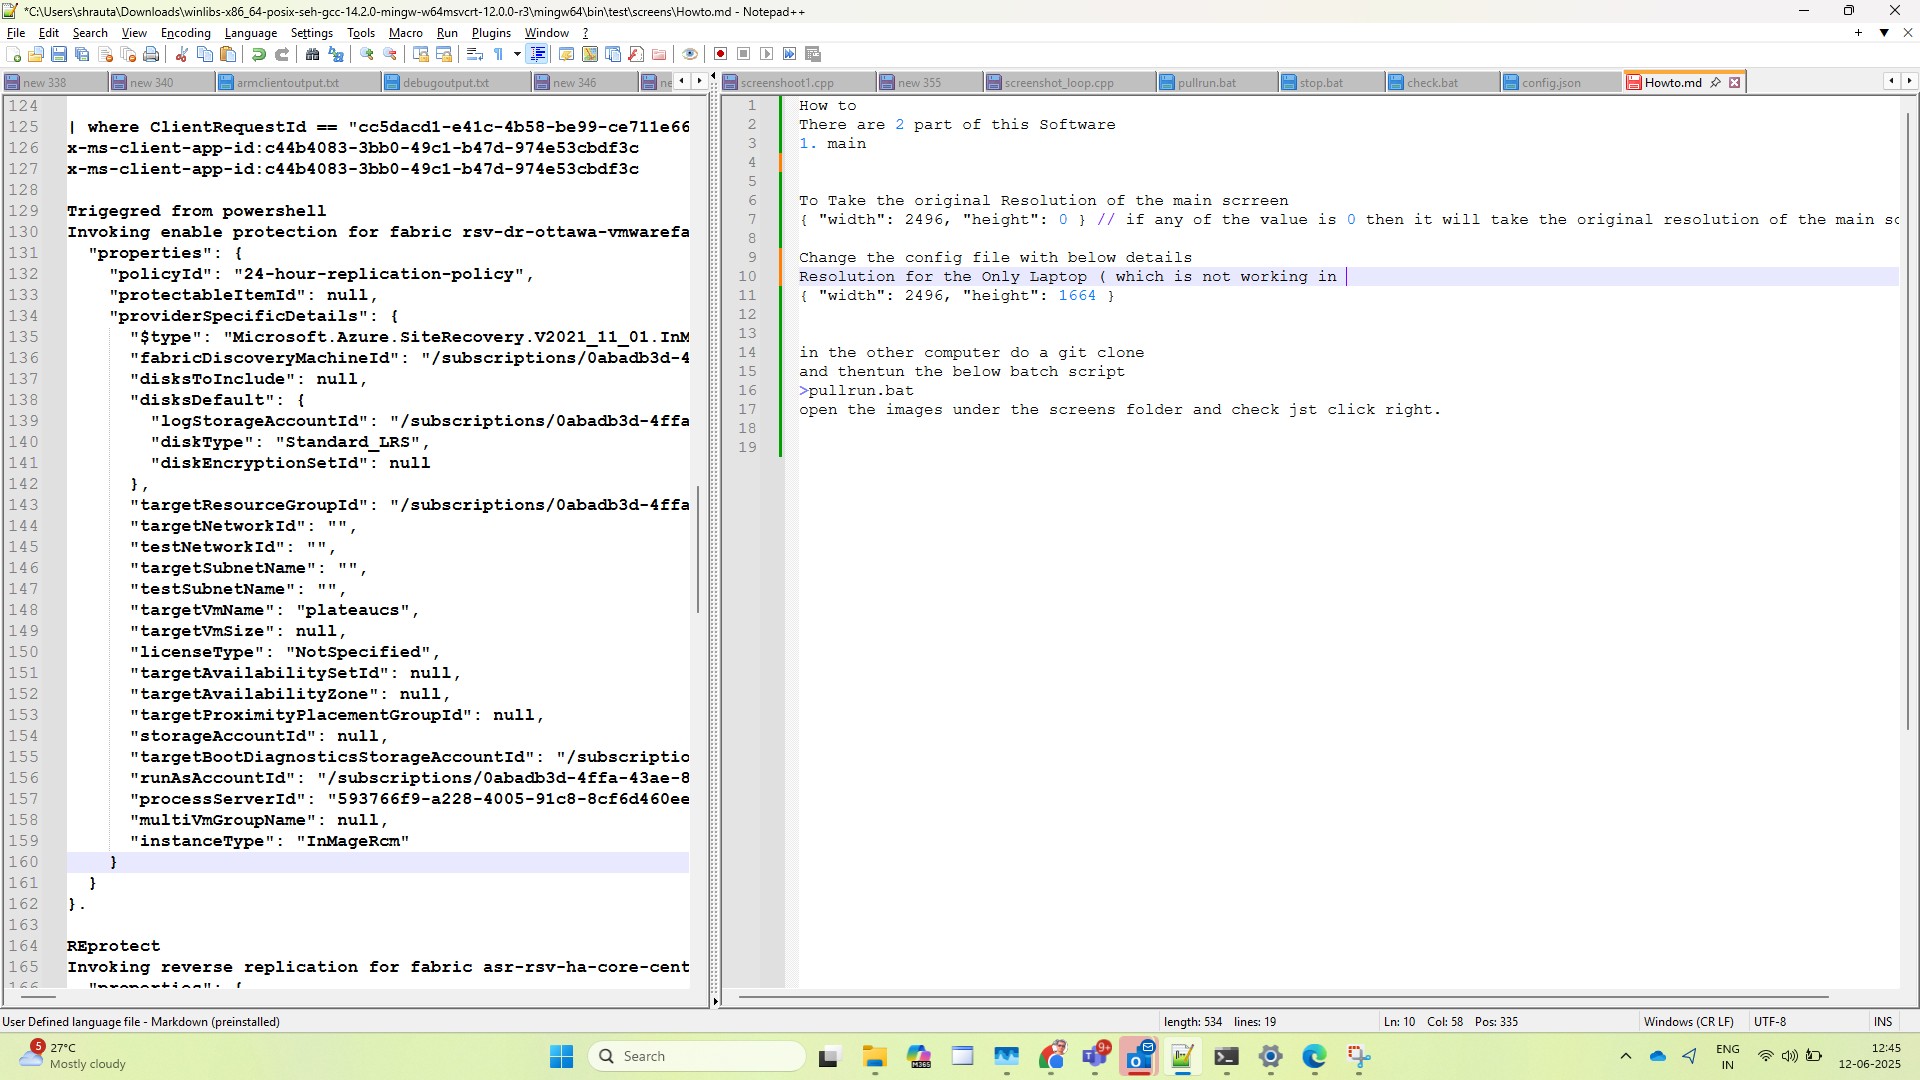 *C:\Users\shrauta\Downloads\winlibs-x86_64-posix-seh-gcc-14.2.0-mingw-w64msvcrt-12.0.0-r3\mingw64\bin\test\screens\Howto.md - Notepad++
File Edit Search View Encoding Language Settings Tools Macro Run Plugins Window ?
new 338 new 340 armclientoutput.txt debugoutput.txt new 346 ne
screenshoot1.cpp new 355 screenshot_loop.cpp pullrun.bat stop.bat check.bat config.json Howto.md
124
125 | where ClientRequestId == "cc5dacd1-e41c-4b58-be99-ce711e66
126 x-ms-client-app-id:c44b4083-3bb0-49c1-b47d-974e53cbdf3c
127 x-ms-client-app-id:c44b4083-3bb0-49c1-b47d-974e53cbdf3c
128
129 Trigegred from powershell
130 Invoking enable protection for fabric rsv-dr-ottawa-vmwarefa
131 "properties": {
132 "policyId": "24-hour-replication-policy",
133 "protectableItemId": null,
134 "providerSpecificDetails": {
135 "$type": "Microsoft.Azure.SiteRecovery.V2021_11_01.InM
136 "fabricDiscoveryMachineId": "/subscriptions/0abadb3d-4
137 "disksToInclude": null,
138 "disksDefault": {
139 "logStorageAccountId": "/subscriptions/0abadb3d-4ffa
140 "diskType": "Standard_LRS",
141 "diskEncryptionSetId": null
142 },
143 "targetResourceGroupId": "/subscriptions/0abadb3d-4ffa
144 "targetNetworkId": "",
145 "testNetworkId": "",
146 "targetSubnetName": "",
147 "testSubnetName": "",
148 "targetVmName": "plateaucs",
149 "targetVmSize": null,
150 "licenseType": "NotSpecified",
151 "targetAvailabilitySetId": null,
152 "targetAvailabilityZone": null,
153 "targetProximityPlacementGroupId": null,
154 "storageAccountId": null,
155 "targetBootDiagnosticsStorageAccountId": "/subscriptio
156 "runAsAccountId": "/subscriptions/0abadb3d-4ffa-43ae-8
157 "processServerId": "593766f9-a228-4005-91c8-8cf6d460ee
158 "multiVmGroupName": null,
159 "instanceType": "InMageRcm"
160 }
161 }
162 }.
163
164 REprotect
165 Invoking reverse replication for fabric asr-rsv-ha-core-cent
166 "properties": {
1 How to
2 There are 2 part of this Software
3 1. main
4
5
6 To Take the original Resolution of the main scrreen
7 { "width": 2496, "height": 0 } // if any of the value is 0 then it will take the original resolution of the main sc
8
9 Change the config file with below details
10 Resolution for the Only Laptop ( which is not working in
11 { "width": 2496, "height": 1664 }
12
13
14 in the other computer do a git clone
15 and thentun the below batch script
16 >pullrun.bat
17 open the images under the screens folder and check jst click right.
18
19
User Defined language file - Markdown (preinstalled) length: 534 lines: 19 Ln: 10 Col: 58 Pos: 335 Windows (CR LF) UTF-8 INS
5 27°C
Mostly cloudy
Search
M365
9+
ENG
IN
12:45
12-06-2025